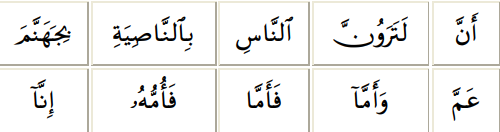 أَنَّ لَتَرَوُنَّ ٱلنَّاسِ بِٱلنَّاصِيَةِ بِجَهَنَّمَ
عَمَّ وَأَمَّآ فَأَمَّا فَأُمُّهُۥ إِنَّآ